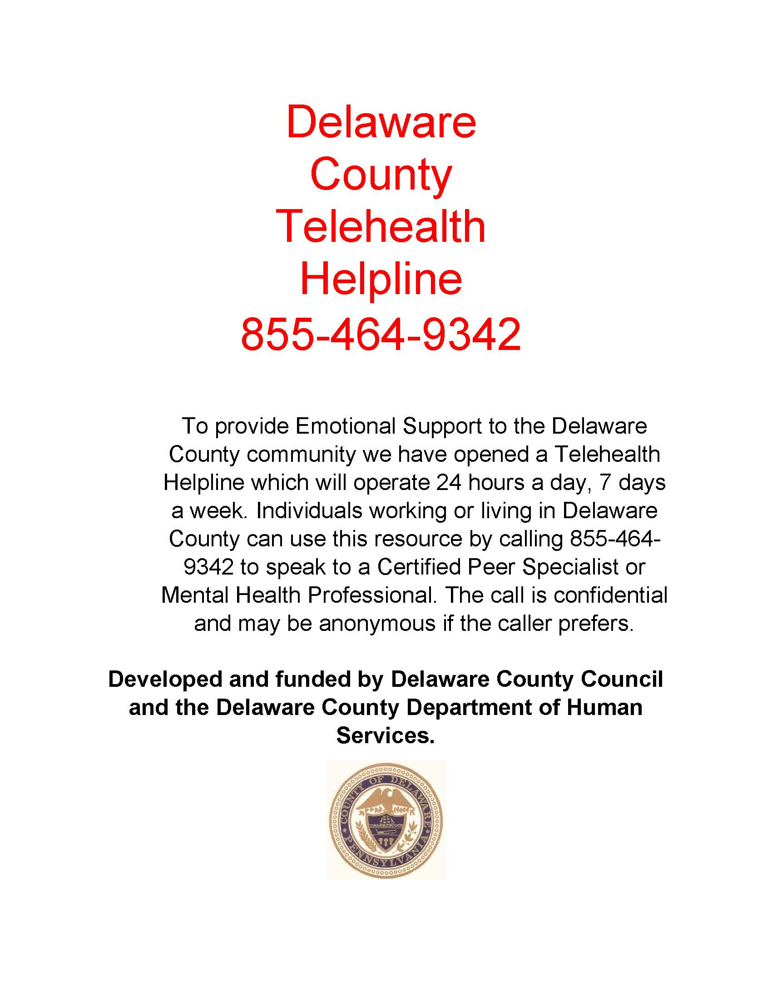 Delaware
County
Telehealth
Helpline
855-464-9342
To provide Emotional Support to the Delaware
County community we have opened a Telehealth
Helpline which will operate 24 hours a day, 7 days
a week. Individuals working or living in Delaware
County can use this resource by calling 855-464-
9342 to speak to a Certified Peer Specialist or
Mental Health Professional. The call is confidential
and may be anonymous if the caller prefers.
Developed and funded by Delaware County Council
and the Delaware County Department of Human
Services.
COUNTY OF DELAWARE
PENNSYLVANIA